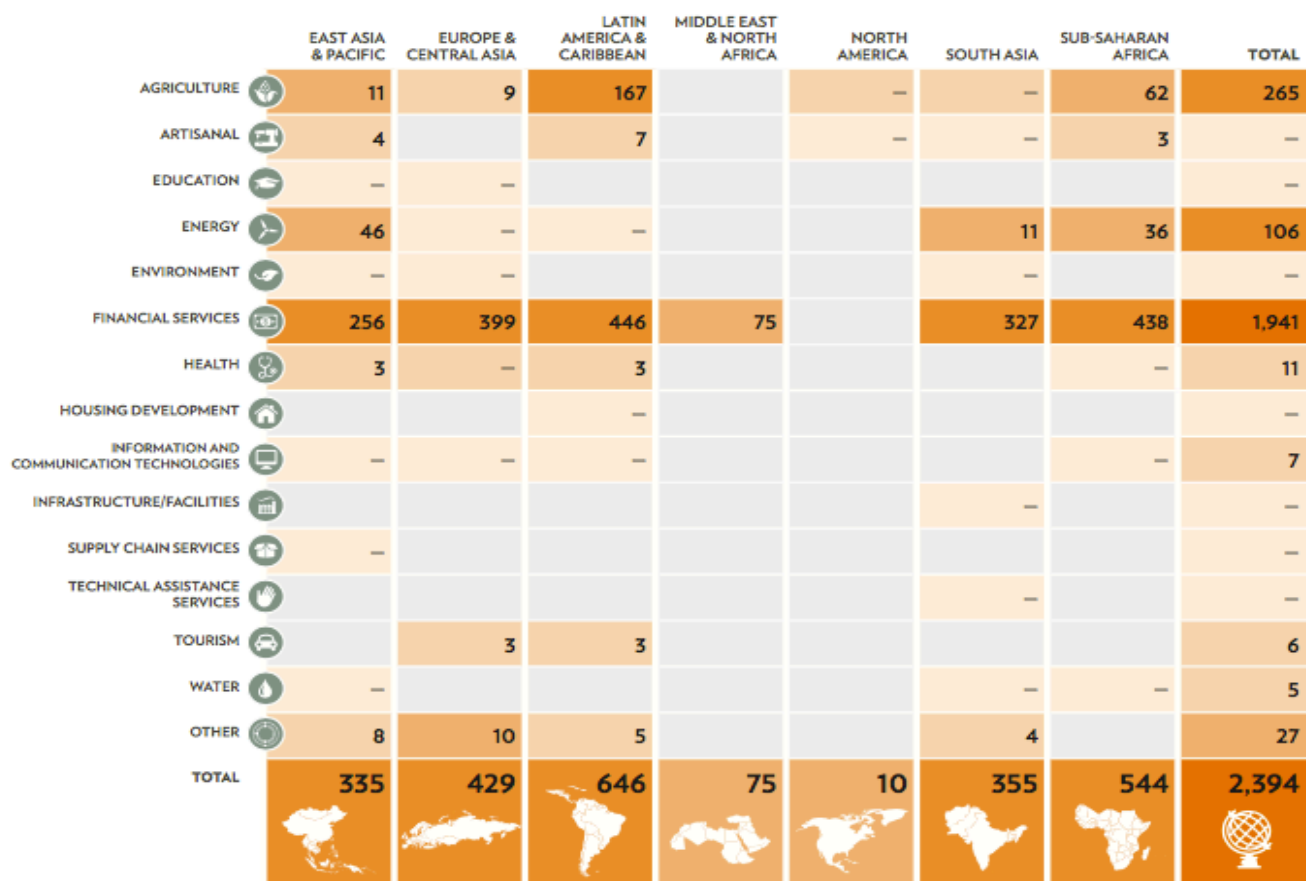 EAST ASIA
& PACIFIC
EUROPE &
CENTRAL ASIA
LATIN
AMERICA &
CARIBBEAN
MIDDLE EAST
& NORTH
AFRICA
NORTH
AMERICA
SOUTH ASIA
SUB-SAHARAN
AFRICA
TOTAL
AGRICULTURE 11 9 167 — — 62 265
ARTISANAL 4 7 — — 3 —
EDUCATION — — —
ENERGY 46 — — 11 36 106
ENVIRONMENT — — — —
FINANCIAL SERVICES 256 399 446 75 327 438 1,941
HEALTH 3 — 3 — 11
HOUSING DEVELOPMENT — —
INFORMATION AND
COMMUNICATION TECHNOLOGIES — — — — 7
INFRASTRUCTURE/FACILITIES — —
SUPPLY CHAIN SERVICES — —
TECHNICAL ASSISTANCE
SERVICES — —
TOURISM 3 3 6
WATER — — — 5
OTHER 8 10 5 4 27
TOTAL 335 429 646 75 10 355 544 2,394